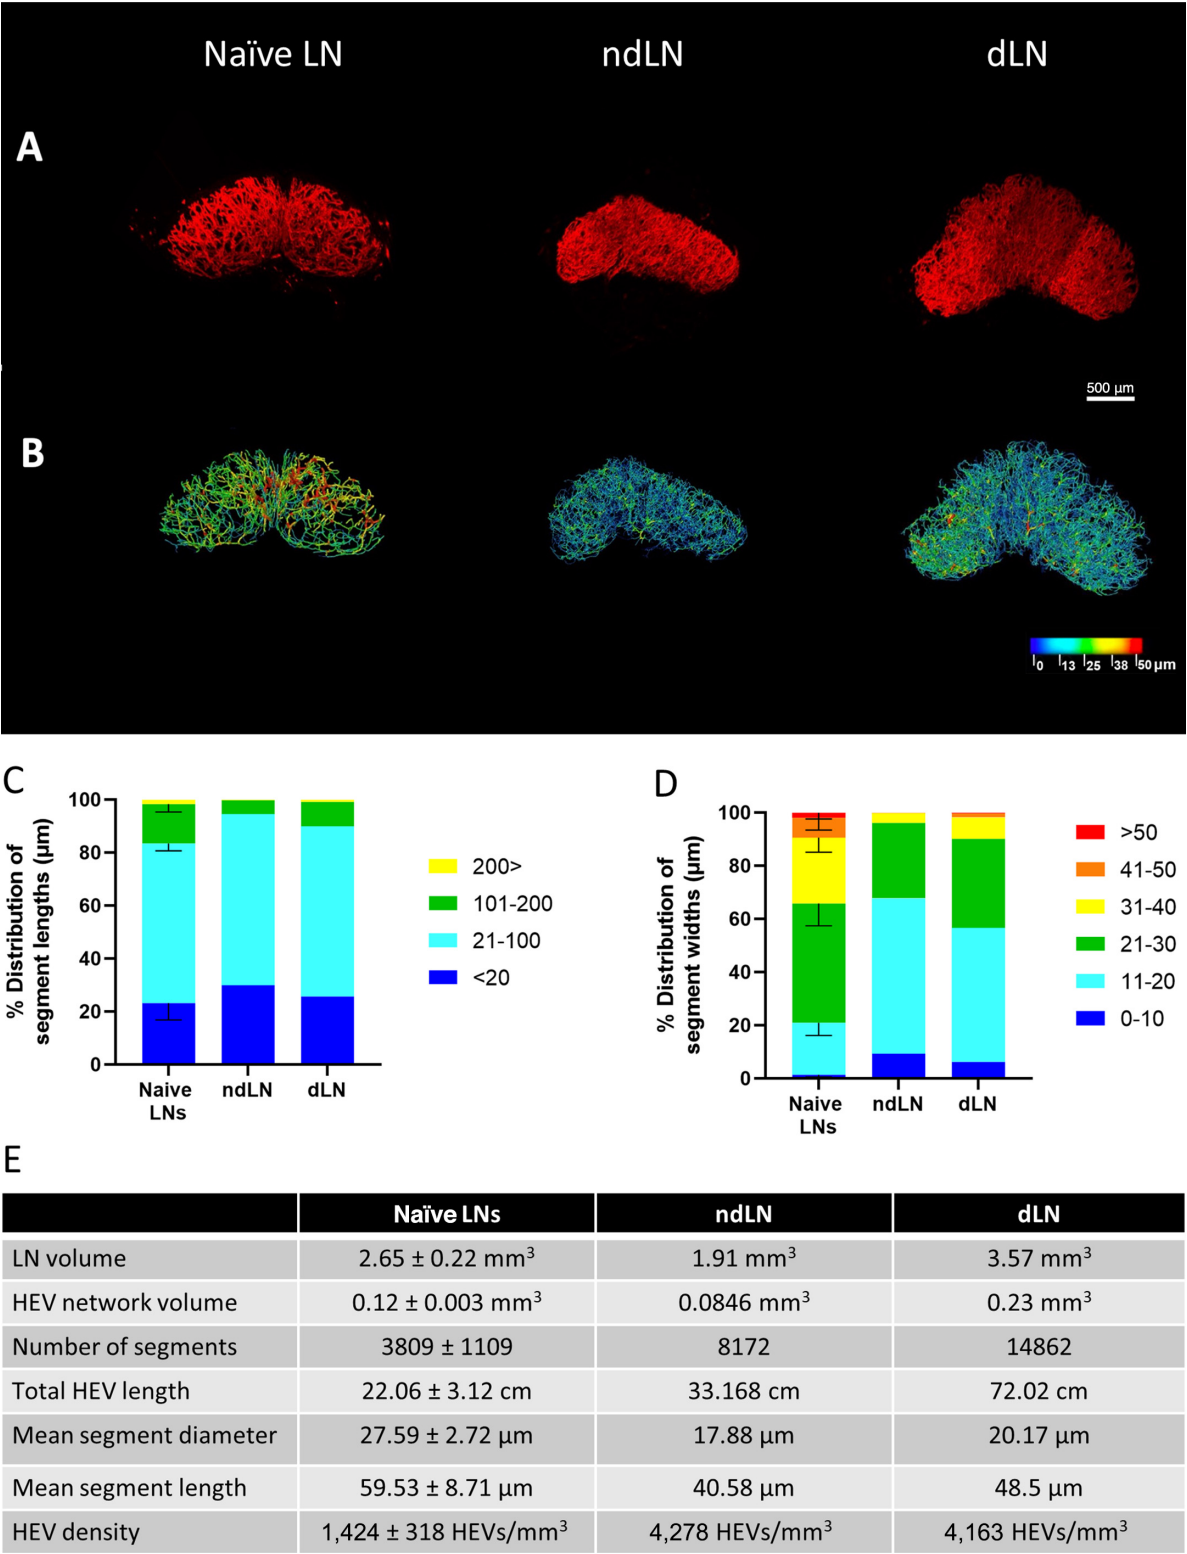 Naïve LN ndLN dLN
A
500 µm
B
0 13 25 38 50 µm
C
% Distribution of
segment lengths (µm)
100
80
60
40
20
0
Naive
LNs
ndLN
dLN
200>
101-200
21-100
<20
D
% Distribution of
segment widths (µm)
100
80
60
40
20
0
Naive
LNs
ndLN
dLN
>50
41-50
31-40
21-30
11-20
0-10
E
Naïve LNs ndLN dLN
LN volume 2.65 ± 0.22 mm³ 1.91 mm³ 3.57 mm³
HEV network volume 0.12 ± 0.003 mm³ 0.0846 mm³ 0.23 mm³
Number of segments 3809 ± 1109 8172 14862
Total HEV length 22.06 ± 3.12 cm 33.168 cm 72.02 cm
Mean segment diameter 27.59 ± 2.72 µm 17.88 µm 20.17 µm
Mean segment length 59.53 ± 8.71 µm 40.58 µm 48.5 µm
HEV density 1,424 ± 318 HEVs/mm³ 4,278 HEVs/mm³ 4,163 HEVs/mm³